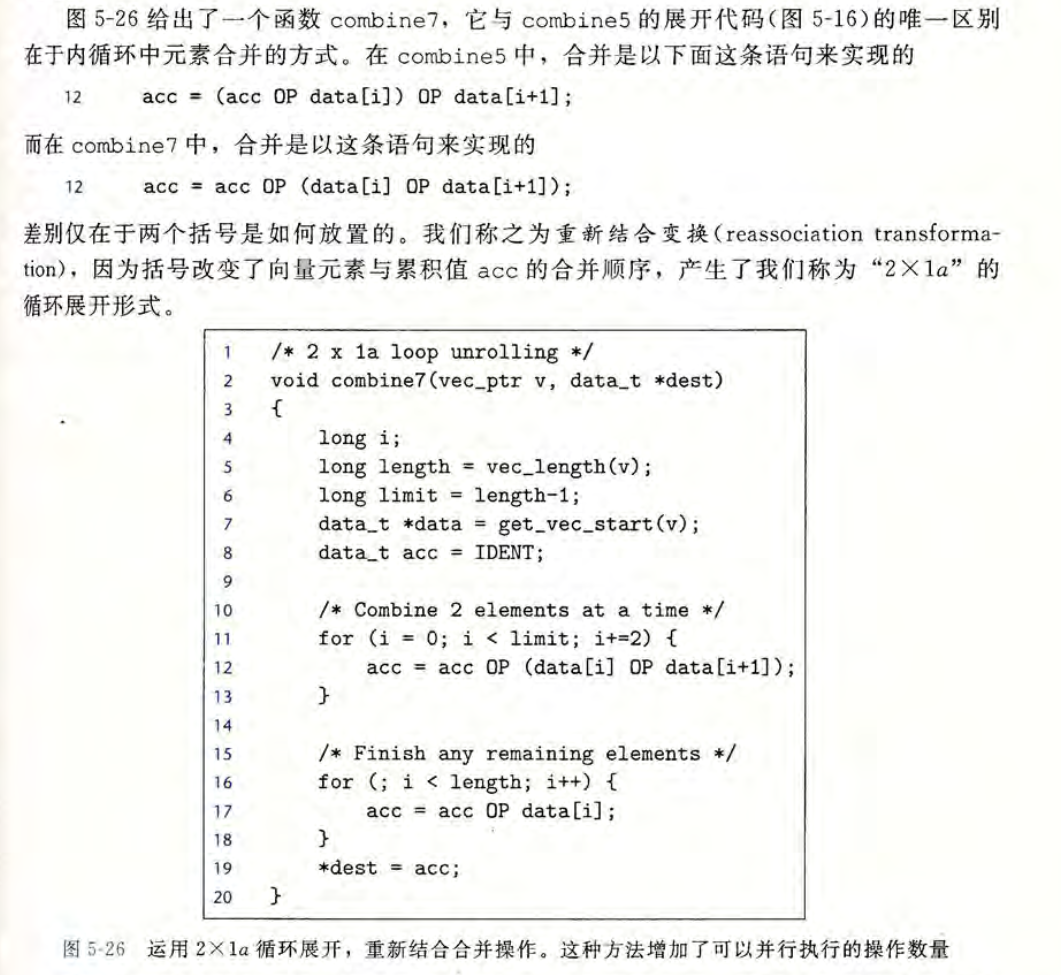 图 5-26 给出了一个函数 combine7，它与 combine5 的展开代码(图 5-16)的唯一区别
在于内循环中元素合并的方式。在 combine5 中，合并是以下面这条语句来实现的
12 acc = (acc OP data[i]) OP data[i+1];
而在 combine7 中，合并是以这条语句来实现的
12 acc = acc OP (data[i] OP data[i+1]);
差别仅在于两个括号是如何放置的。我们称之为重新结合变换(reassociation transforma-
tion)，因为括号改变了向量元素与累积值 acc 的合并顺序，产生了我们称为“2×1a”的
循环展开形式。
1 /* 2 x 1a loop unrolling */
2 void combine7(vec_ptr v, data_t *dest)
3 {
4 long i;
5 long length = vec_length(v);
6 long limit = length-1;
7 data_t *data = get_vec_start(v);
8 data_t acc = IDENT;
9
10 /* Combine 2 elements at a time */
11 for (i = 0; i < limit; i+=2) {
12 acc = acc OP (data[i] OP data[i+1]);
13 }
14
15 /* Finish any remaining elements */
16 for (; i < length; i++) {
17 acc = acc OP data[i];
18 }
19 *dest = acc;
20 }
图 5-26 运用 2×1a 循环展开，重新结合合并操作。这种方法增加了可以并行执行的操作数量